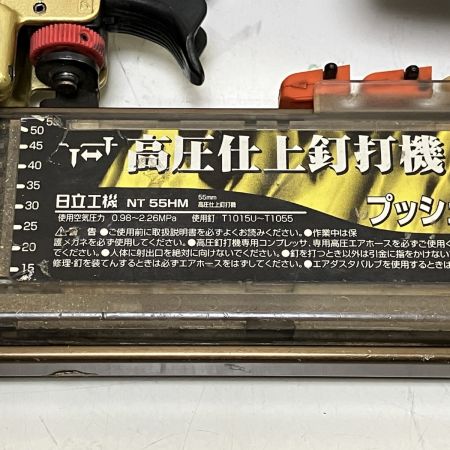 55
50
45
40
35
30
25
20
15
T↔T 高圧仕上釘打機
日立工機 NT 55HM 55mm 高圧仕上釘打機
プッシ
使用空気圧力 0.98~2.26MPa 使用釘 T1015U~T1055
警告 ●ご使用前に取扱説明書を必ずよくお読みください。●作業中は保
護メガネを必ず使用してください。●高圧釘打機専用コンプレッサ、専用高圧エアホースを必ずご使用く
ださい。●人体に射出口を絶対に向けないでください。●釘を打つとき以外は引金に指をかけない
修理・釘を装てんするときは必ずエアホースをはずしてください。●エアダスタバルブを使用するときは